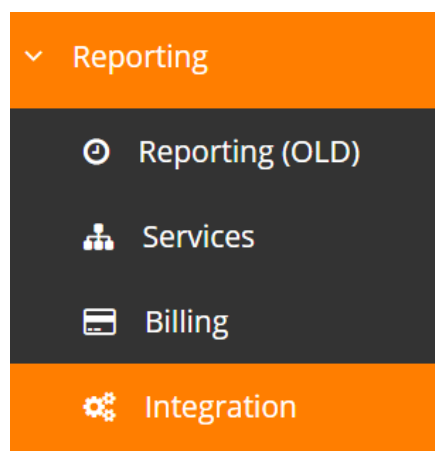 Reporting
Reporting (OLD)
Services
Billing
Integration